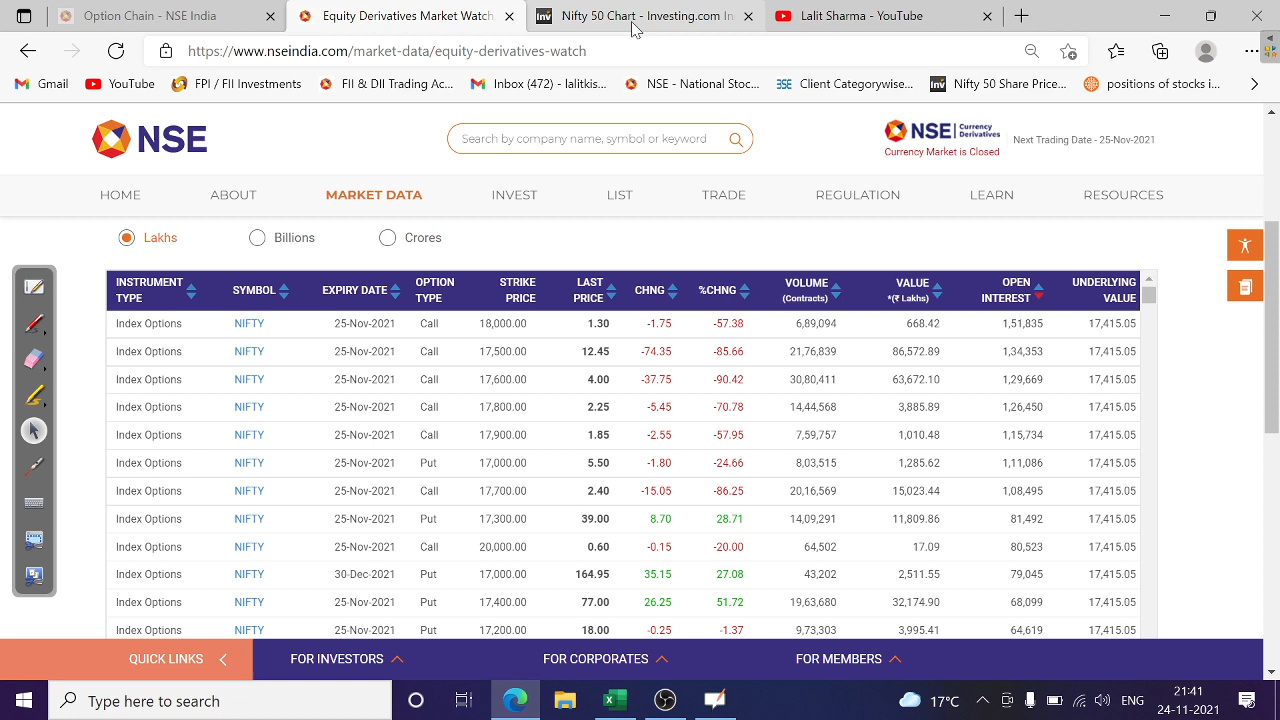 Equity Derivatives Watch
Nifty 50 Chart - Investing.com
https://www.nseindia.com/market-data/equity-derivatives-watch
Gmail
YouTube
FPI / FII Investments
FII & DII Trading Ac...
Inbox (472) - lalitkis...
NSE - National Stoc...
Client Categorywise...
Nifty 50 Share Price...
positions of stocks i...
NSE
Search by company name, symbol or keyword
NSE Currency Derivatives
Currency Market is Closed
Next Trading Date - 25-Nov-2021
HOME ABOUT MARKET DATA INVEST LIST TRADE REGULATION LEARN RESOURCES
Lakhs Billions Crores
INSTRUMENT TYPE SYMBOL EXPIRY DATE OPTION TYPE STRIKE PRICE LAST PRICE CHNG %CHNG VOLUME (Contracts) VALUE *(₹ Lakhs) OPEN INTEREST UNDERLYING VALUE
Index Options NIFTY 25-Nov-2021 Call 18,000.00 1.30 -1.75 -57.38 6,89,094 668.42 1,51,835 17,415.05
Index Options NIFTY 25-Nov-2021 Call 17,500.00 12.45 -74.35 -85.66 21,76,839 86,572.89 1,34,353 17,415.05
Index Options NIFTY 25-Nov-2021 Call 17,600.00 4.00 -37.75 -90.42 30,80,411 63,672.10 1,29,669 17,415.05
Index Options NIFTY 25-Nov-2021 Call 17,800.00 2.25 -5.45 -70.78 14,44,568 3,885.89 1,26,450 17,415.05
Index Options NIFTY 25-Nov-2021 Call 17,900.00 1.85 -2.55 -57.95 7,59,757 1,010.48 1,15,734 17,415.05
Index Options NIFTY 25-Nov-2021 Put 17,000.00 5.50 -1.80 -24.66 8,03,515 1,285.62 1,11,086 17,415.05
Index Options NIFTY 25-Nov-2021 Call 17,700.00 2.40 -15.05 -86.25 20,16,569 15,023.44 1,08,495 17,415.05
Index Options NIFTY 25-Nov-2021 Put 17,300.00 39.00 8.70 28.71 14,09,291 11,809.86 81,492 17,415.05
Index Options NIFTY 25-Nov-2021 Call 20,000.00 0.60 -0.15 -20.00 64,502 17.09 80,523 17,415.05
Index Options NIFTY 30-Dec-2021 Put 17,000.00 164.95 35.15 27.08 43,202 2,511.55 79,045 17,415.05
Index Options NIFTY 25-Nov-2021 Put 17,400.00 77.00 26.25 51.72 19,63,680 32,174.90 68,099 17,415.05
Index Options NIFTY 25-Nov-2021 Put 17,200.00 18.00 -0.25 -1.37 9,73,303 3,995.41 64,619 17,415.05
QUICK LINKS FOR INVESTORS FOR CORPORATES FOR MEMBERS
Type here to search
17°C
ENG
21:41
24-11-2021